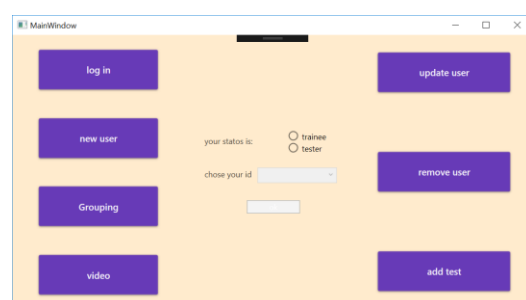 MainWindow
log in
update user
new user
your statos is:
trainee
tester
chose your id
remove user
Grouping
video
add test